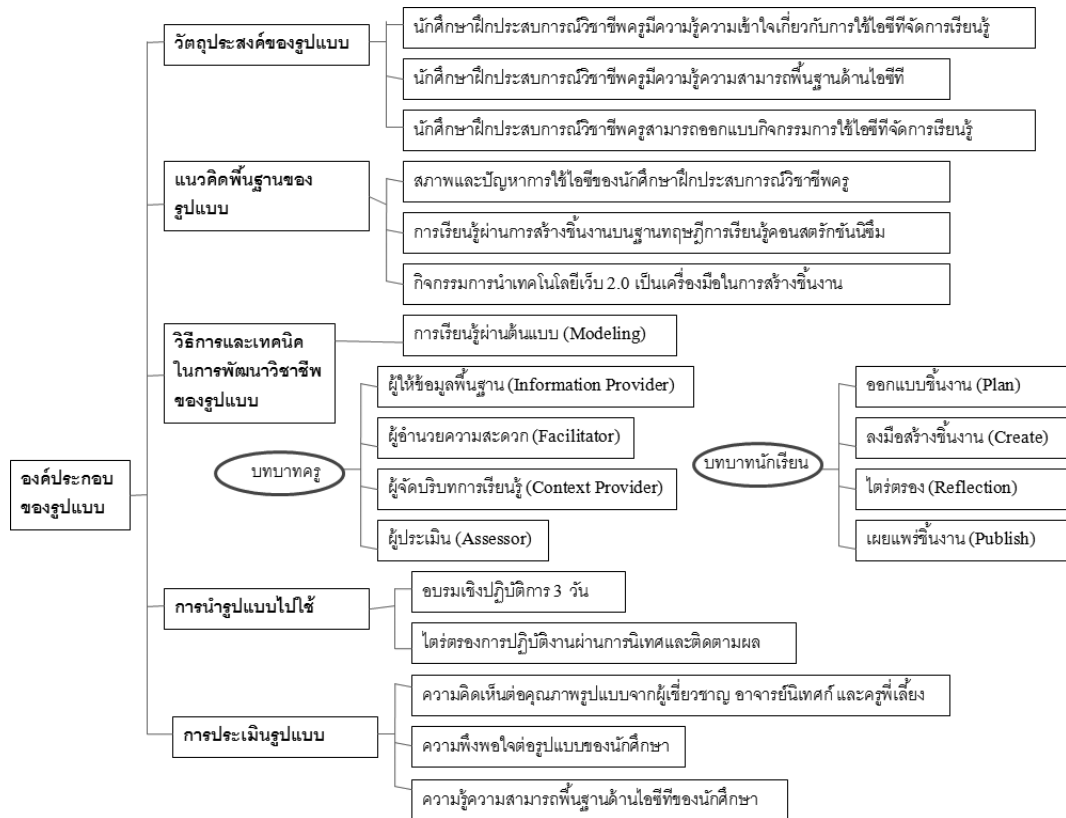 วัตถุประสงค์ของรูปแบบ
นักศึกษาฝึกประสบการณ์วิชาชีพครูมีความรู้ความเข้าใจเกี่ยวกับการใช้ไอซีทีจัดการเรียนรู้
นักศึกษาฝึกประสบการณ์วิชาชีพครูมีความรู้ความสามารถพื้นฐานด้านไอซีที
นักศึกษาฝึกประสบการณ์วิชาชีพครูสามารถออกแบบกิจกรรมการใช้ไอซีทีจัดการเรียนรู้
แนวคิดพื้นฐานของ
รูปแบบ
สภาพและปัญหาการใช้ไอซีของนักศึกษาฝึกประสบการณ์วิชาชีพครู
การเรียนรู้ผ่านการสร้างชิ้นงานบนฐานทฤษฎีการเรียนรู้คอนสตรักชันนิซึ่ม
กิจกรรมการนำเทคโนโลยีเว็บ 2.0 เป็นเครื่องมือในการสร้างชิ้นงาน
วิธีการและเทคนิค
ในการพัฒนาวิชาชีพ
ของรูปแบบ
การเรียนรู้ผ่านต้นแบบ (Modeling)
บทบาทครู
ผู้ให้ข้อมูลพื้นฐาน (Information Provider)
ผู้อำนวยความสะดวก (Facilitator)
ผู้จัดบริบทการเรียนรู้ (Context Provider)
ผู้ประเมิน (Assessor)
บทบาทนักเรียน
ออกแบบชิ้นงาน (Plan)
ลงมือสร้างชิ้นงาน (Create)
ไตร่ตรอง (Reflection)
เผยแพร่ชิ้นงาน (Publish)
องค์ประกอบ
ของรูปแบบ
การนำรูปแบบไปใช้
อบรมเชิงปฏิบัติการ 3 วัน
ไตร่ตรองการปฏิบัติงานผ่านการนิเทศและติดตามผล
การประเมินรูปแบบ
ความคิดเห็นต่อคุณภาพรูปแบบจากผู้เชี่ยวชาญ อาจารย์นิเทศก์ และครูพี่เลี้ยง
ความพึงพอใจต่อรูปแบบของนักศึกษา
ความรู้ความสามารถพื้นฐานด้านไอซีทีของนักศึกษา